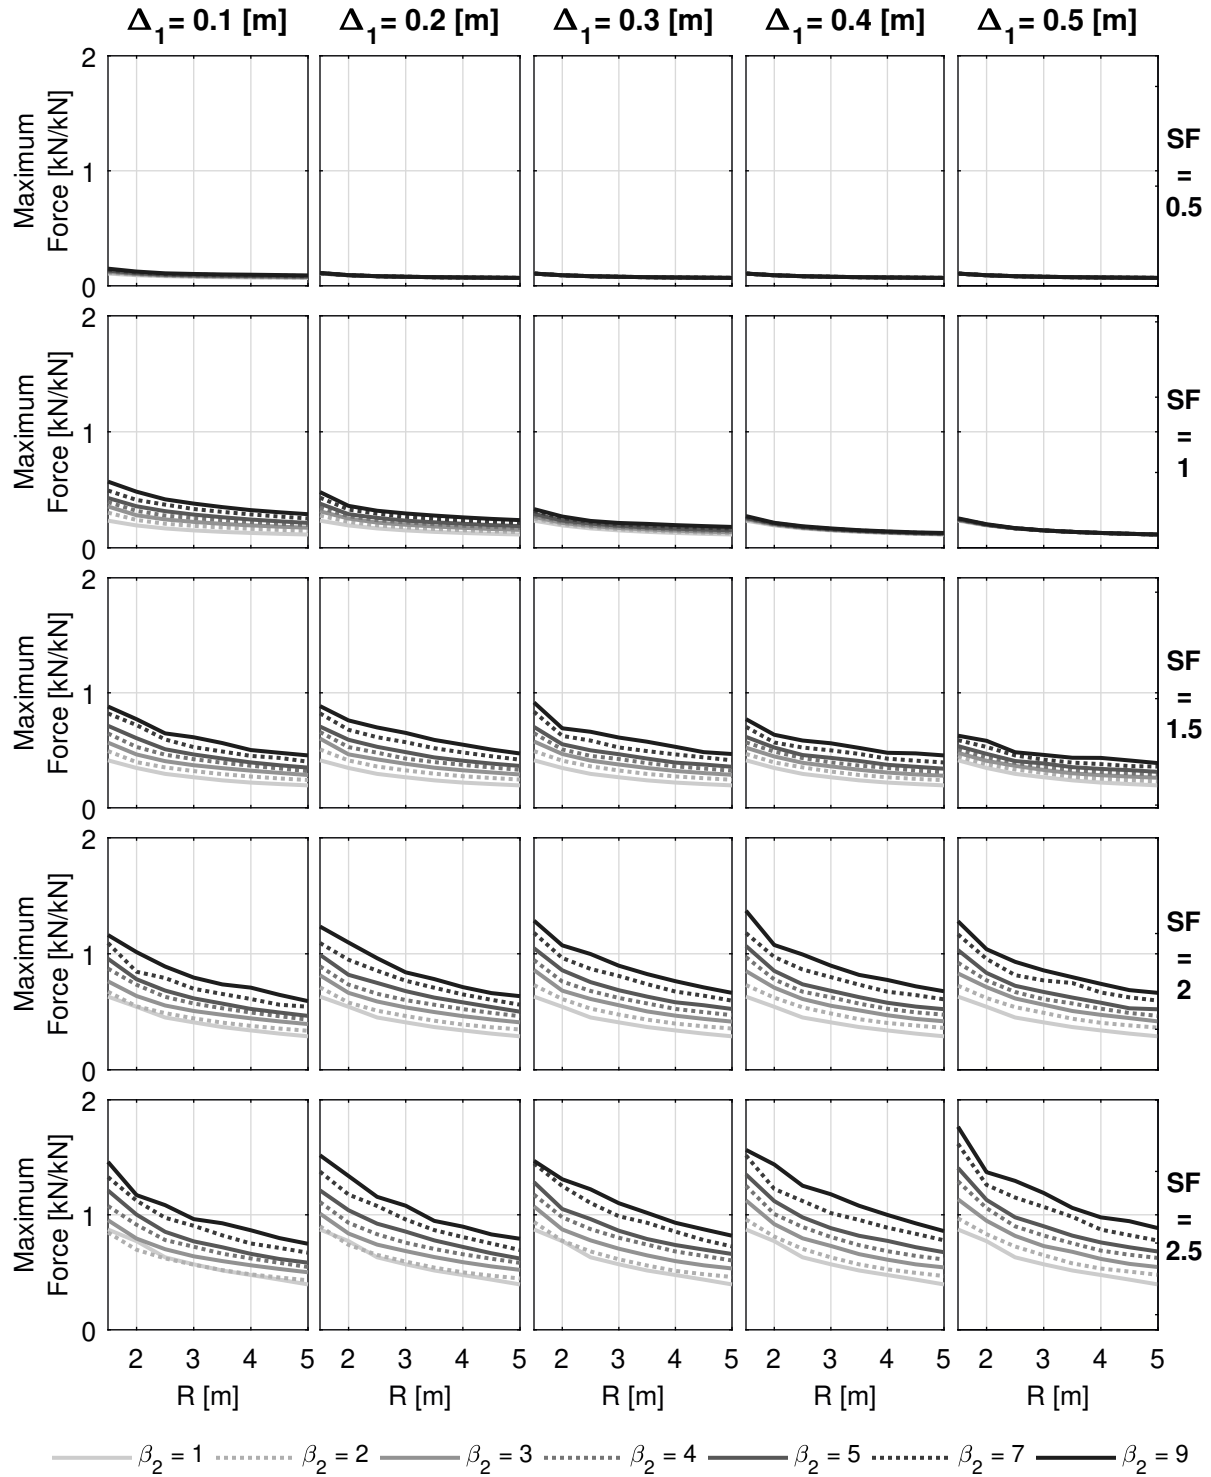 Δ₁= 0.1 [m] Δ₁= 0.2 [m] Δ₁= 0.3 [m] Δ₁= 0.4 [m] Δ₁= 0.5 [m]
2
1
0
Maximum
Force [kN/kN]
SF
=
0.5
2
1
0
Maximum
Force [kN/kN]
SF
=
1
2
1
0
Maximum
Force [kN/kN]
SF
=
1.5
2
1
0
Maximum
Force [kN/kN]
SF
=
2
2
1
0
Maximum
Force [kN/kN]
SF
=
2.5
2 3 4 5 2 3 4 5 2 3 4 5 2 3 4 5 2 3 4 5
R [m] R [m] R [m] R [m] R [m]
β₂ = 1 β₂ = 2 β₂ = 3 β₂ = 4 β₂ = 5 β₂ = 7 β₂ = 9